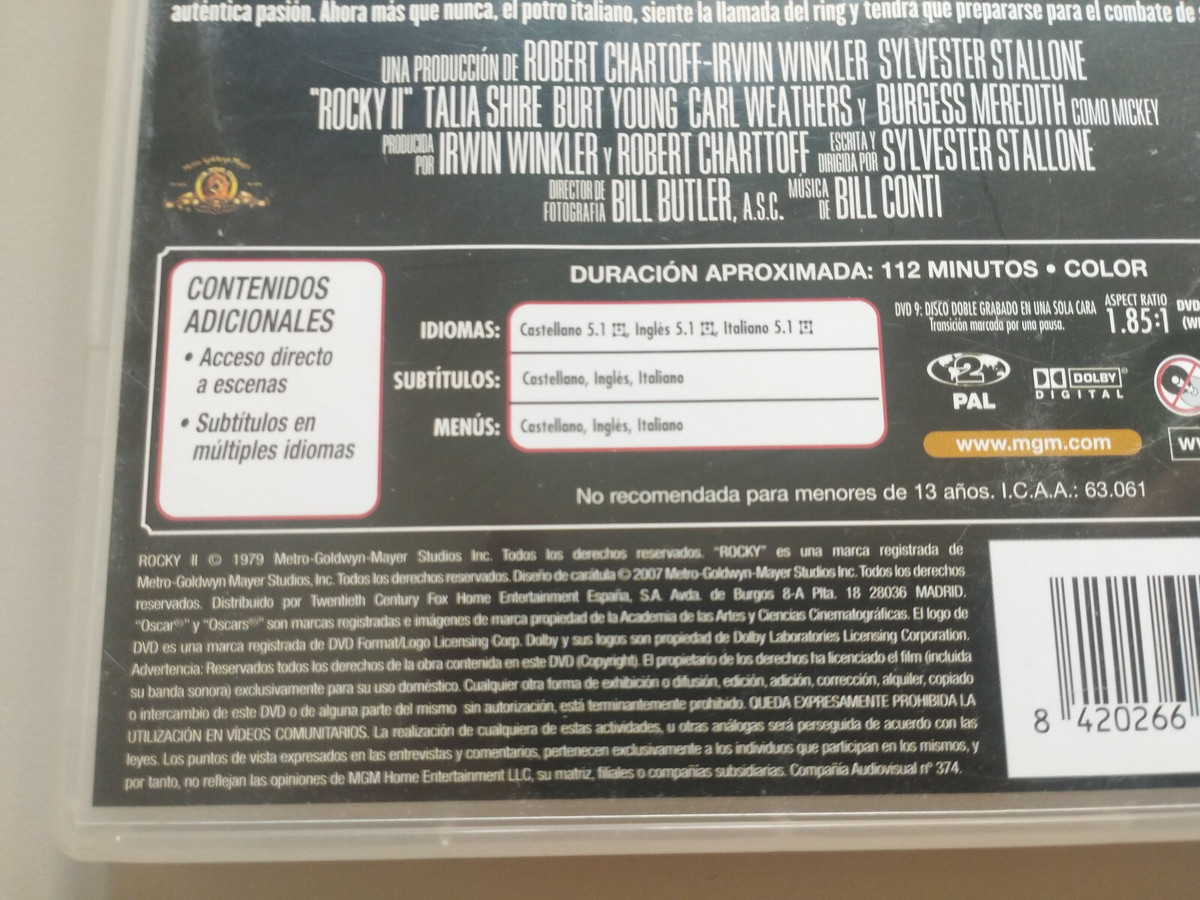 auténtica pasión. Ahora más que nunca, el potro italiano, siente la llamada del ring y tendrá que prepararse para el combate de
UNA PRODUCCIÓN DE ROBERT CHARTOFF-IRWIN WINKLER SYLVESTER STALLONE
"ROCKY II" TALIA SHIRE BURT YOUNG CARL WEATHERS Y BURGESS MEREDITH COMO MICKEY
PRODUCIDA POR IRWIN WINKLER Y ROBERT CHARTTOFF ESCRITA Y DIRIGIDA POR SYLVESTER STALLONE
DIRECTOR DE FOTOGRAFIA BILL BUTLER, A.S.C. MÚSICA DE BILL CONTI
Metro Goldwyn Mayer
CONTENIDOS
ADICIONALES
• Acceso directo
a escenas
• Subtítulos en
múltiples idiomas
DURACIÓN APROXIMADA: 112 MINUTOS • COLOR
IDIOMAS: Castellano 5.1, Inglés 5.1, Italiano 5.1
SUBTÍTULOS: Castellano, Inglés, Italiano
MENÚS: Castellano, Inglés, Italiano
DVD 9: DISCO DOBLE GRABADO EN UNA SOLA CARA
Transición marcada por una pausa.
ASPECT RATIO
1.85:1
DVD
2
PAL
DOLBY
DIGITAL
www.mgm.com
No recomendada para menores de 13 años. I.C.A.A.: 63.061
ROCKY II © 1979 Metro-Goldwyn-Mayer Studios Inc. Todos los derechos reservados. "ROCKY" es una marca registrada de
Metro-Goldwyn Mayer Studios, Inc. Todos los derechos reservados. Diseño de carátula © 2007 Metro-Goldwyn-Mayer Studios Inc. Todos los derechos
reservados. Distribuido por Twentieth Century Fox Home Entertainment España, S.A. Avda. de Burgos 8-A Plta. 18 28036 MADRID.
"Oscar®" y "Oscars®" son marcas registradas e imágenes de marca propiedad de la Academia de las Artes y Ciencias Cinematográficas. El logo de
DVD es una marca registrada de DVD Format/Logo Licensing Corp. Dolby y sus logos son propiedad de Dolby Laboratories Licensing Corporation.
Advertencia: Reservados todos los derechos de la obra contenida en este DVD (Copyright). El propietario de los derechos ha licenciado el film (incluida
su banda sonora) exclusivamente para su uso doméstico. Cualquier otra forma de exhibición o difusión, edición, adición, corrección, alquiler, copiado
o intercambio de este DVD o de alguna parte del mismo sin autorización, está terminantemente prohibido. QUEDA EXPRESAMENTE PROHIBIDA LA
UTILIZACIÓN EN VÍDEOS COMUNITARIOS. La realización de cualquiera de estas actividades, u otras análogas será perseguida de acuerdo con las
leyes. Los puntos de vista expresados en las entrevistas y comentarios, pertenecen exclusivamente a los individuos que participan en los mismos, y
por tanto, no reflejan las opiniones de MGM Home Entertainment LLC, su matriz, filiales o compañías subsidiarias. Compañía Audiovisual nº 374.
8 420266